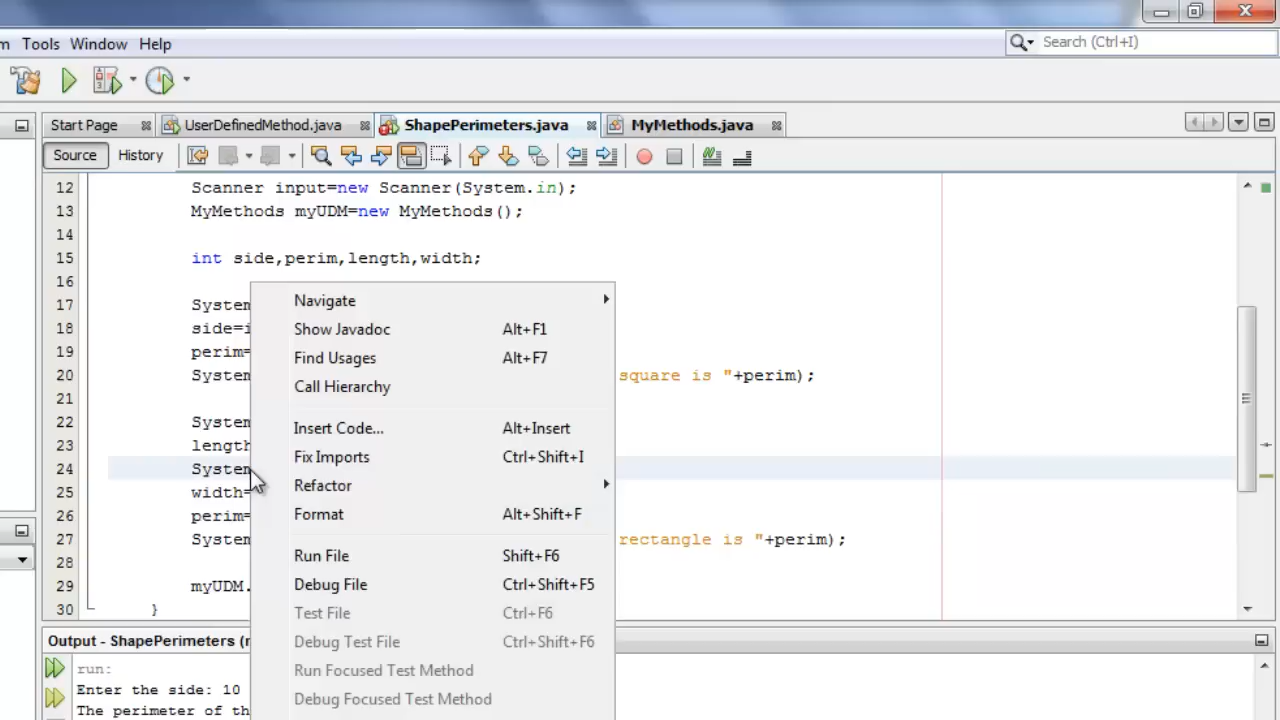 m Tools Window Help
Search (Ctrl+I)
Start Page UserDefinedMethod.java ShapePerimeters.java MyMethods.java
Source History
12 Scanner input=new Scanner(System.in);
13 MyMethods myUDM=new MyMethods();
14
15 int side,perim,length,width;
16
17 System
18 side=i
19 perim=
20 System square is "+perim);
21
22 System
23 length
24 System
25 width=
26 perim=
27 System rectangle is "+perim);
28
29 myUDM.
30 }
Navigate
Show Javadoc Alt+F1
Find Usages Alt+F7
Call Hierarchy
Insert Code... Alt+Insert
Fix Imports Ctrl+Shift+I
Refactor
Format Alt+Shift+F
Run File Shift+F6
Debug File Ctrl+Shift+F5
Test File Ctrl+F6
Debug Test File Ctrl+Shift+F6
Run Focused Test Method
Debug Focused Test Method
Output - ShapePerimeters (r
run:
Enter the side: 10
The perimeter of th